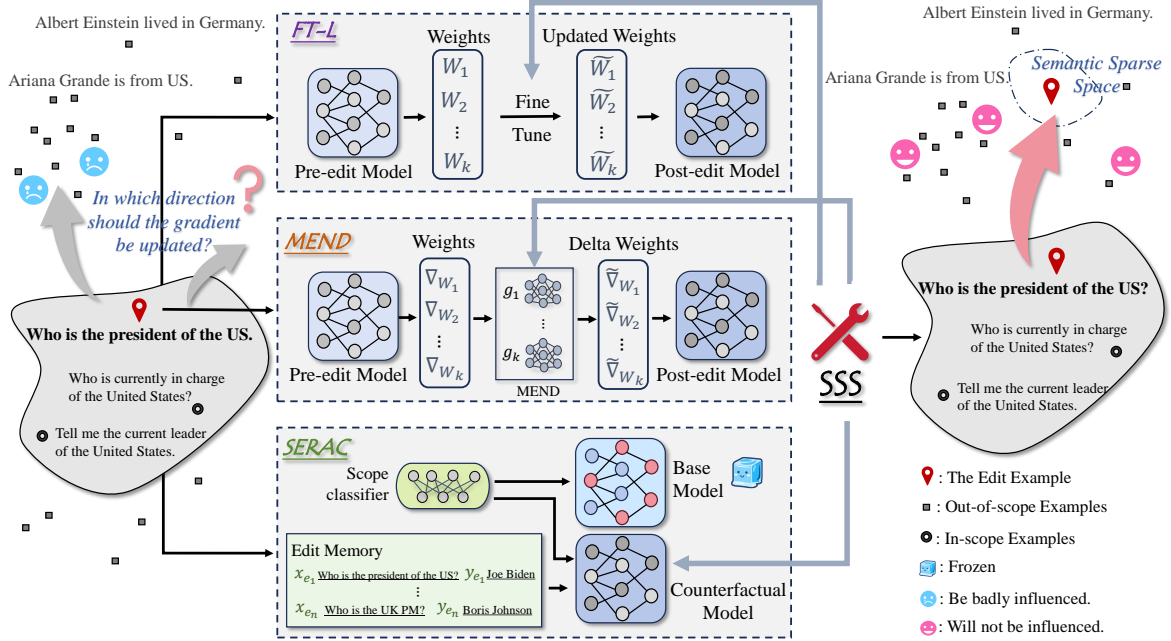 Albert Einstein lived in Germany.
Ariana Grande is from US.
In which direction
should the gradient
be updated?
?
Who is the president of the US.
Who is currently in charge
of the United States?
Tell me the current leader
of the United States.
FT-L
Weights
Updated Weights
W₁
W₂
⋮
Wₖ
Fine
Tune
W̃₁
W̃₂
⋮
W̃ₖ
Pre-edit Model
Post-edit Model
MEND
Weights
Delta Weights
∇W₁
∇W₂
⋮
∇Wₖ
g₁
...
gₖ
MEND
∇̃W₁
∇̃W₂
⋮
∇̃Wₖ
Pre-edit Model
Post-edit Model
SERAC
Scope
classifier
Base
Model
Edit Memory
xₑ₁ Who is the president of the US? yₑ₁ Joe Biden
⋮
xₑₙ Who is the UK PM? yₑₙ Boris Johnson
Counterfactual
Model
SSS
Albert Einstein lived in Germany.
Ariana Grande is from US.
Semantic Sparse
Space
Who is the president of the US?
Who is currently in charge
of the United States?
Tell me the current leader
of the United States.
: The Edit Example
: Out-of-scope Examples
: In-scope Examples
: Frozen
: Be badly influenced.
: Will not be influenced.